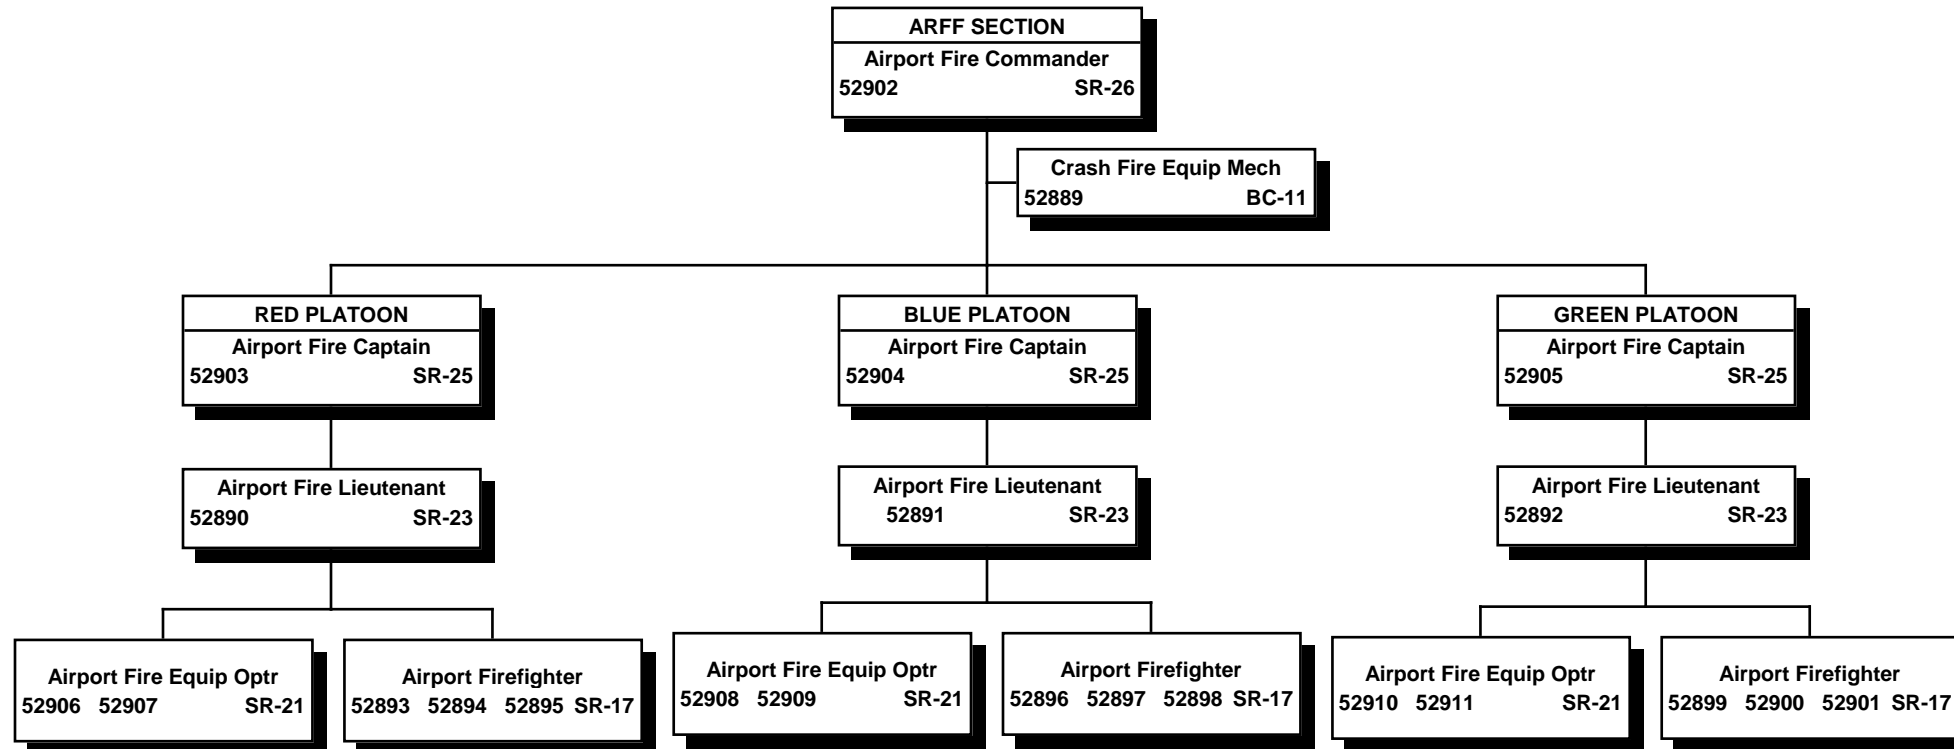 ARFF SECTION
Airport Fire Commander
52902 SR-26
Crash Fire Equip Mech
52889 BC-11
RED PLATOON
Airport Fire Captain
52903 SR-25
BLUE PLATOON
Airport Fire Captain
52904 SR-25
GREEN PLATOON
Airport Fire Captain
52905 SR-25
Airport Fire Lieutenant
52890 SR-23
Airport Fire Lieutenant
52891 SR-23
Airport Fire Lieutenant
52892 SR-23
Airport Fire Equip Optr
52906 52907 SR-21
Airport Firefighter
52893 52894 52895 SR-17
Airport Fire Equip Optr
52908 52909 SR-21
Airport Firefighter
52896 52897 52898 SR-17
Airport Fire Equip Optr
52910 52911 SR-21
Airport Firefighter
52899 52900 52901 SR-17